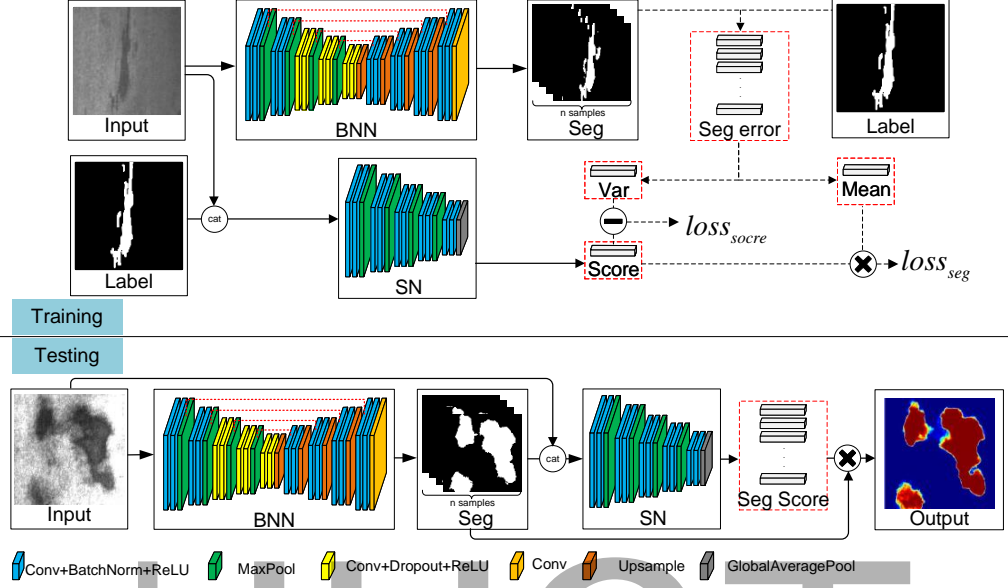 Input
BNN
n samples
Seg
Seg error
Label
Label
cat
SN
Var
Mean
loss_socre
Score
loss_seg
Training
Testing
Input
BNN
n samples
Seg
cat
SN
Seg Score
Output
Conv+BatchNorm+ReLU
MaxPool
Conv+Dropout+ReLU
Conv
Upsample
GlobalAveragePool